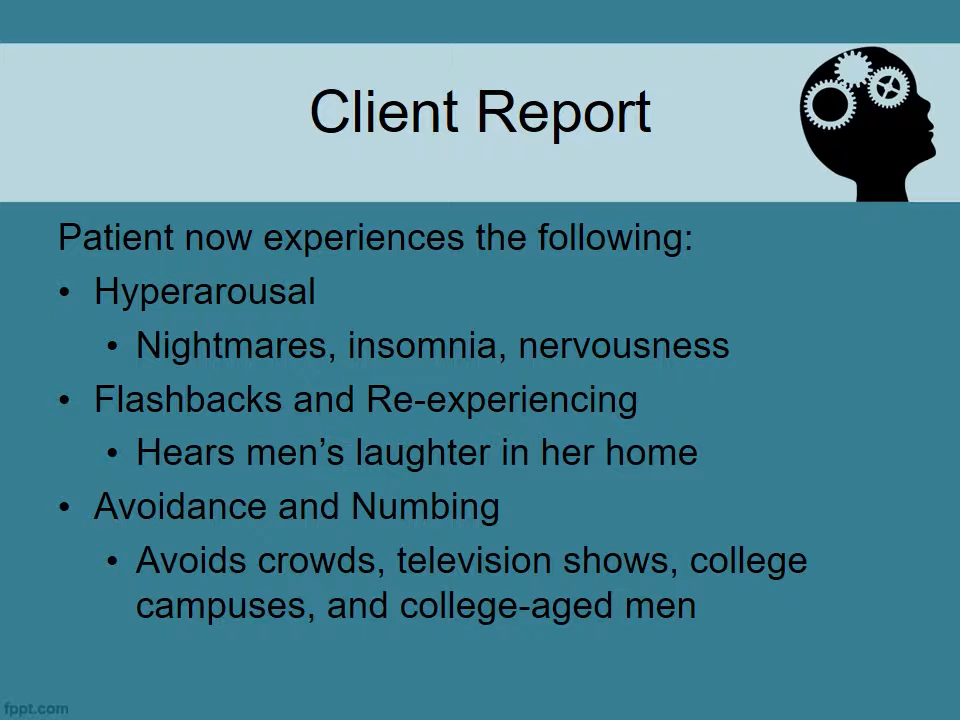 Client Report
Patient now experiences the following:
• Hyperarousal
• Nightmares, insomnia, nervousness
• Flashbacks and Re-experiencing
• Hears men’s laughter in her home
• Avoidance and Numbing
• Avoids crowds, television shows, college
campuses, and college-aged men
fppt.com